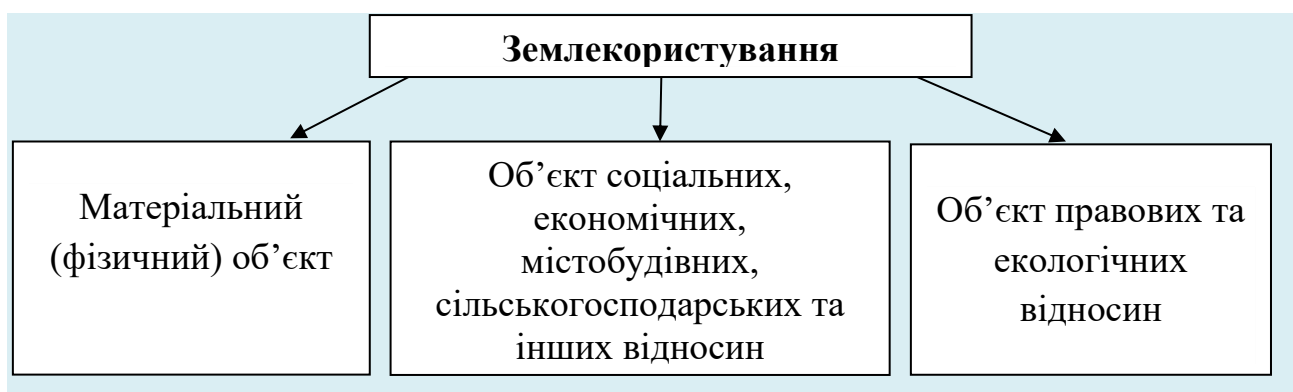 Землекористування
Матеріальний
(фізичний) об’єкт
Об’єкт соціальних,
економічних,
містобудівних,
сільськогосподарських та
інших відносин
Об’єкт правових та
екологічних
відносин